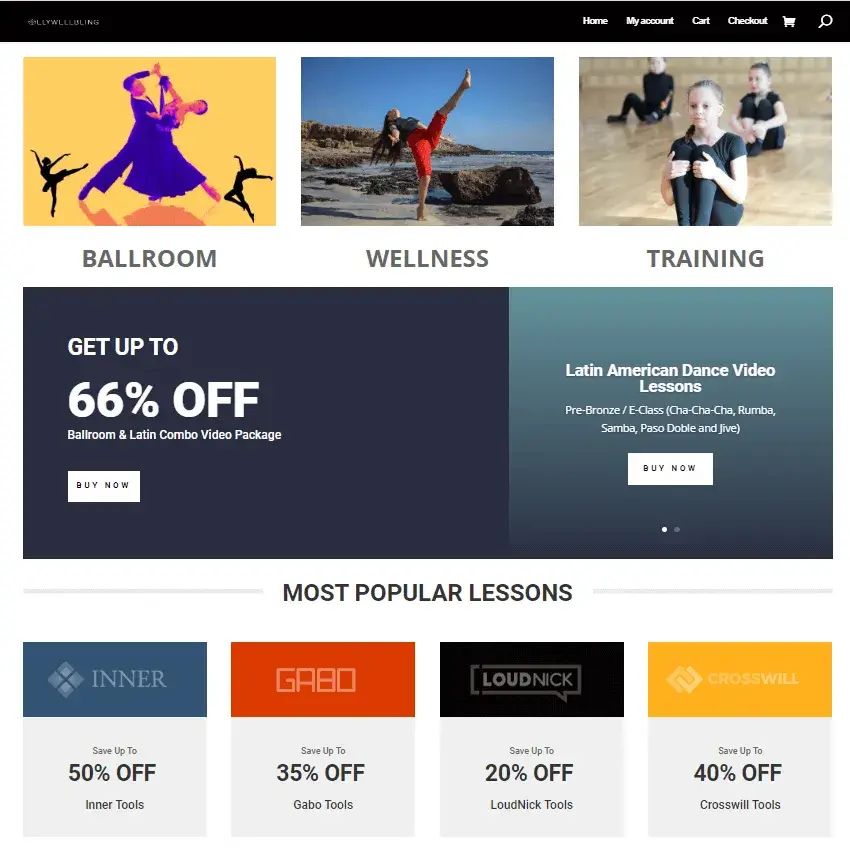 Home My account Cart Checkout
BALLROOM WELLNESS TRAINING
GET UP TO
66% OFF
Ballroom & Latin Combo Video Package
BUY NOW
Latin American Dance Video
Lessons
Pre-Bronze / E-Class (Cha-Cha-Cha, Rumba,
Samba, Paso Doble and Jive)
BUY NOW
MOST POPULAR LESSONS
INNER
Save Up To
50% OFF
Inner Tools
GABO
Save Up To
35% OFF
Gabo Tools
LOUDNICK
Save Up To
20% OFF
LoudNick Tools
CROSSWILL
Save Up To
40% OFF
Crosswill Tools